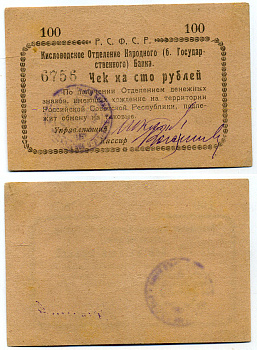 100 100
Р. С. Ф. С. Р.
Кисловодское Отделение Народного (б. Государ-
ственного) Банка.
6756 Чек на сто рублей
По получении Отделением денежных
знаков, имеющих хождение на территории
Российской Советской Республики, подле-
жит обмену на таковые.
Управляющий
Кассир